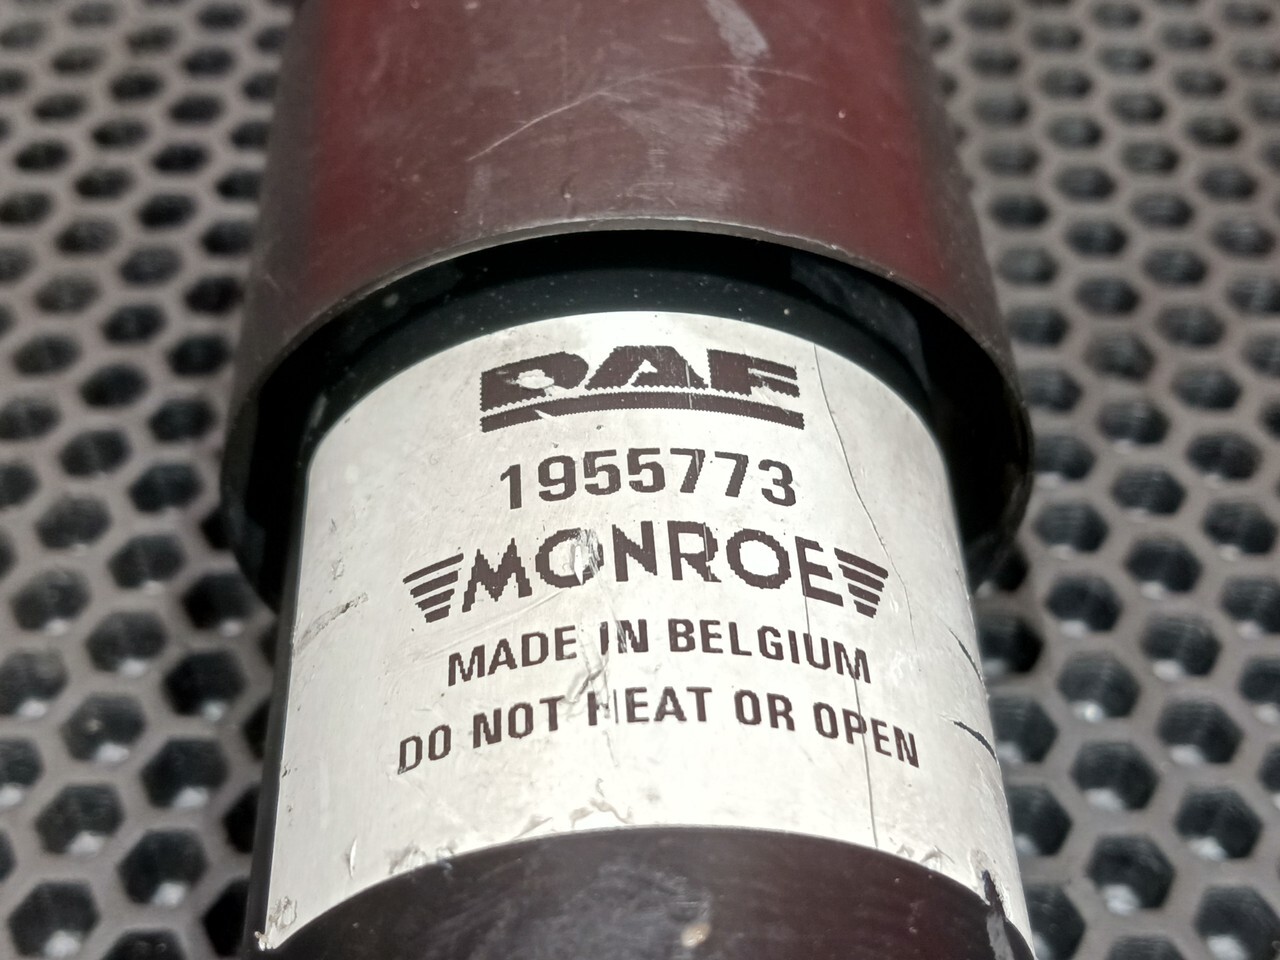 DAF
1955773
MONROE
MADE IN BELGIUM
DO NOT HEAT OR OPEN